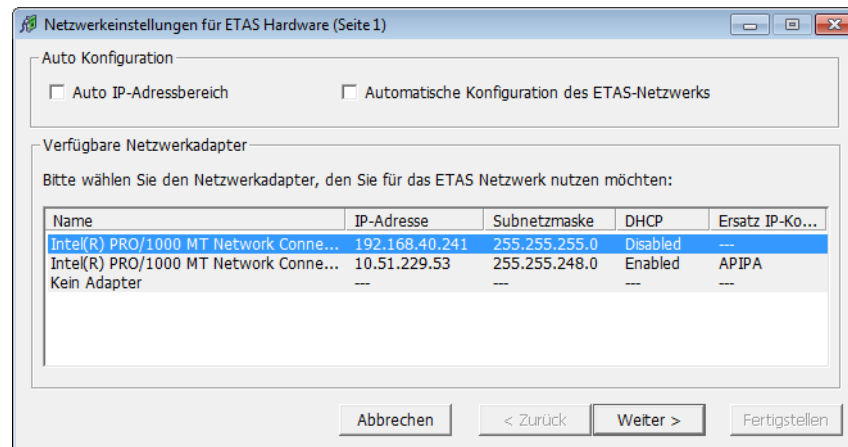 Netzwerkeinstellungen für ETAS Hardware (Seite 1)
Auto Konfiguration
Auto IP-Adressbereich Automatische Konfiguration des ETAS-Netzwerks
Verfügbare Netzwerkadapter
Bitte wählen Sie den Netzwerkadapter, den Sie für das ETAS Netzwerk nutzen möchten:
Name IP-Adresse Subnetzmaske DHCP Ersatz IP-Ko...
Intel(R) PRO/1000 MT Network Conne... 192.168.40.241 255.255.255.0 Disabled ---
Intel(R) PRO/1000 MT Network Conne... 10.51.229.53 255.255.248.0 Enabled APIPA
Kein Adapter --- --- --- ---
Abbrechen < Zurück Weiter > Fertigstellen